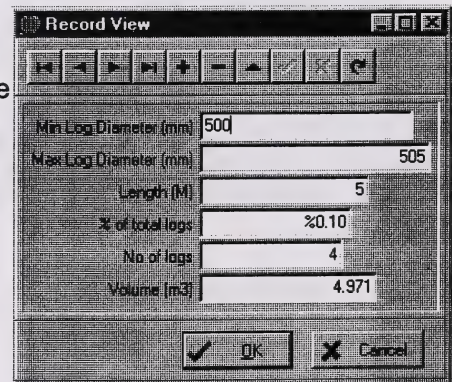 Record View
e
Min Log Diameter (mm) 500
Max Log Diameter (mm) 505
Length (M) 5
% of total logs %0.10
No of logs 4
Volume (m3) 4.971
OK Cancel